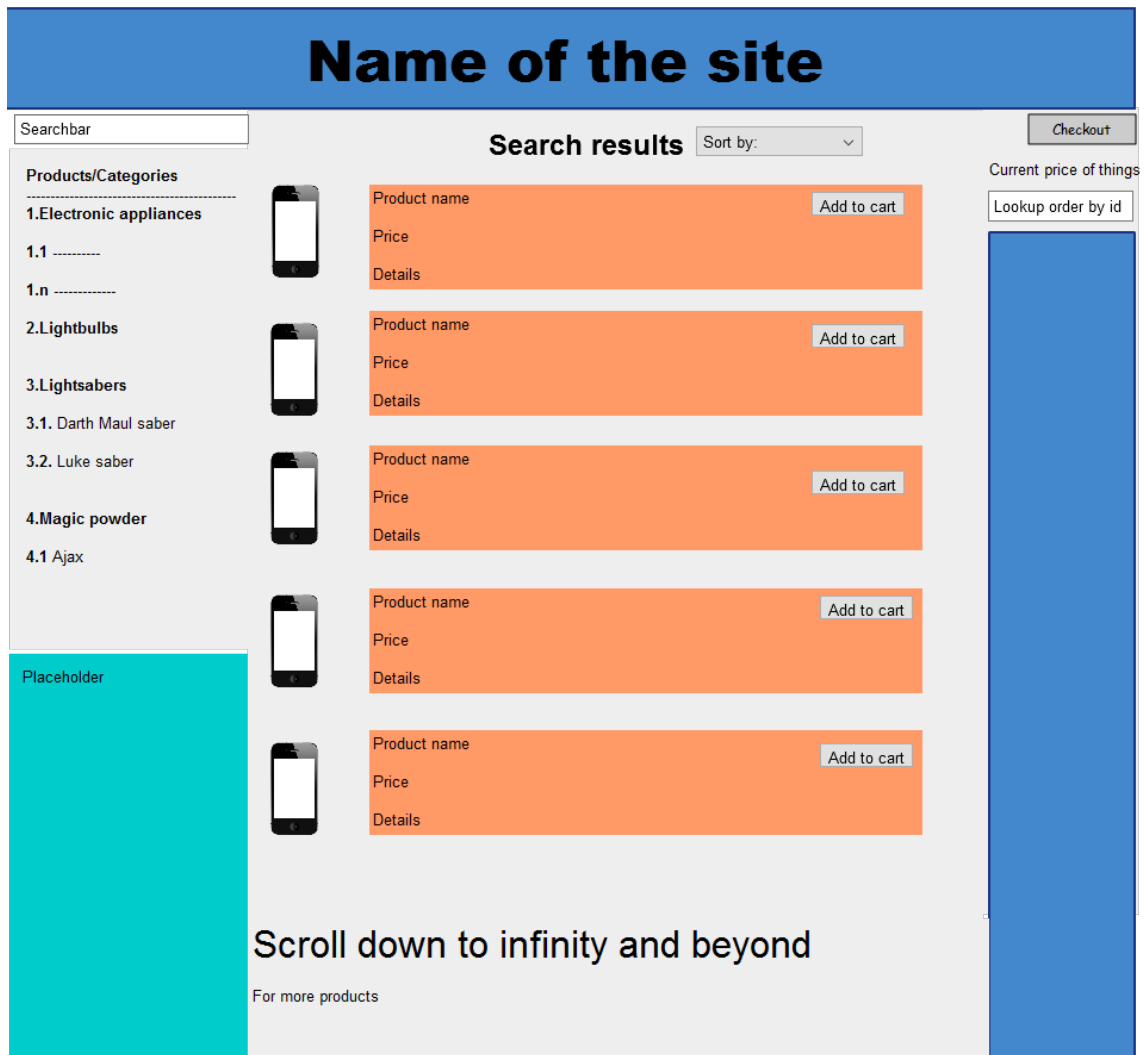 Name of the site
Searchbar
Products/Categories
--------------------------------------------
1.Electronic appliances
1.1 ----------
1.n -------------
2.Lightbulbs
3.Lightsabers
3.1. Darth Maul saber
3.2. Luke saber
4.Magic powder
4.1 Ajax
Placeholder
Search results
Sort by:
Product name
Add to cart
Price
Details
Product name
Add to cart
Price
Details
Product name
Add to cart
Price
Details
Product name
Add to cart
Price
Details
Product name
Add to cart
Price
Details
Scroll down to infinity and beyond
For more products
Checkout
Current price of things
Lookup order by id